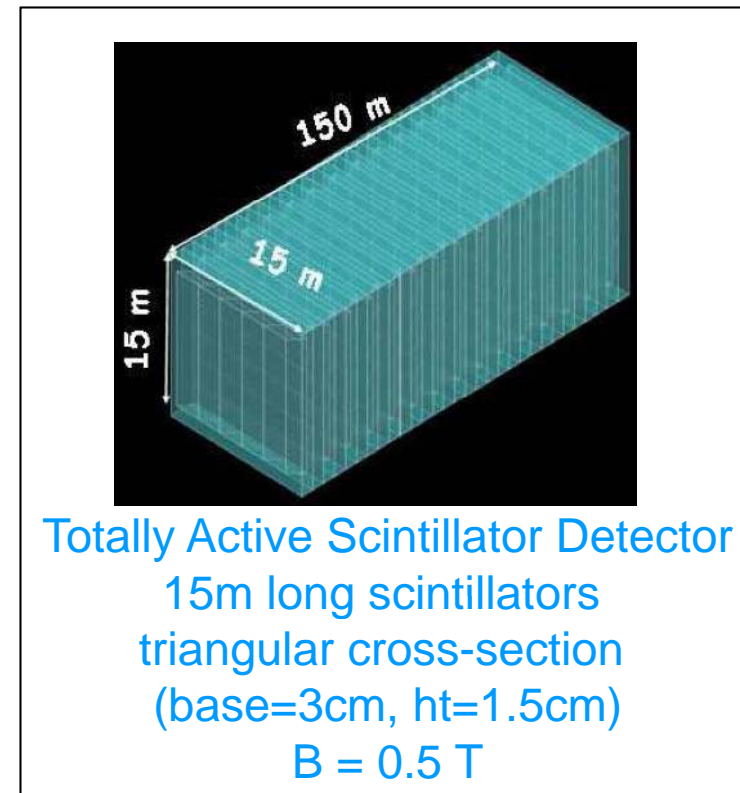 150 m
15 m
15 m
Totally Active Scintillator Detector
15m long scintillators
triangular cross-section
(base=3cm, ht=1.5cm)
B = 0.5 T